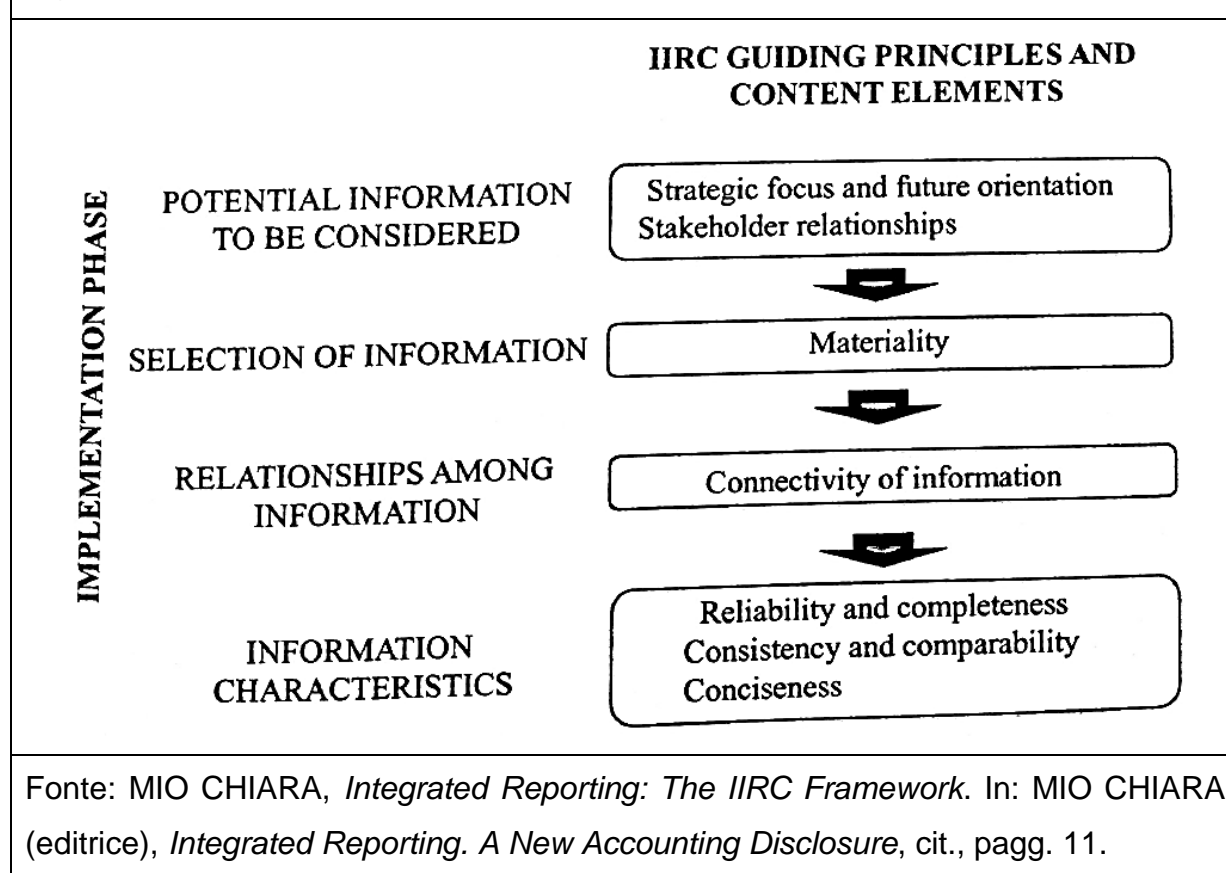 IIRC GUIDING PRINCIPLES AND
CONTENT ELEMENTS
IMPLEMENTATION PHASE
POTENTIAL INFORMATION
TO BE CONSIDERED
Strategic focus and future orientation
Stakeholder relationships
SELECTION OF INFORMATION
Materiality
RELATIONSHIPS AMONG
INFORMATION
Connectivity of information
INFORMATION
CHARACTERISTICS
Reliability and completeness
Consistency and comparability
Conciseness
Fonte: MIO CHIARA, Integrated Reporting: The IIRC Framework. In: MIO CHIARA
(editrice), Integrated Reporting. A New Accounting Disclosure, cit., pagg. 11.